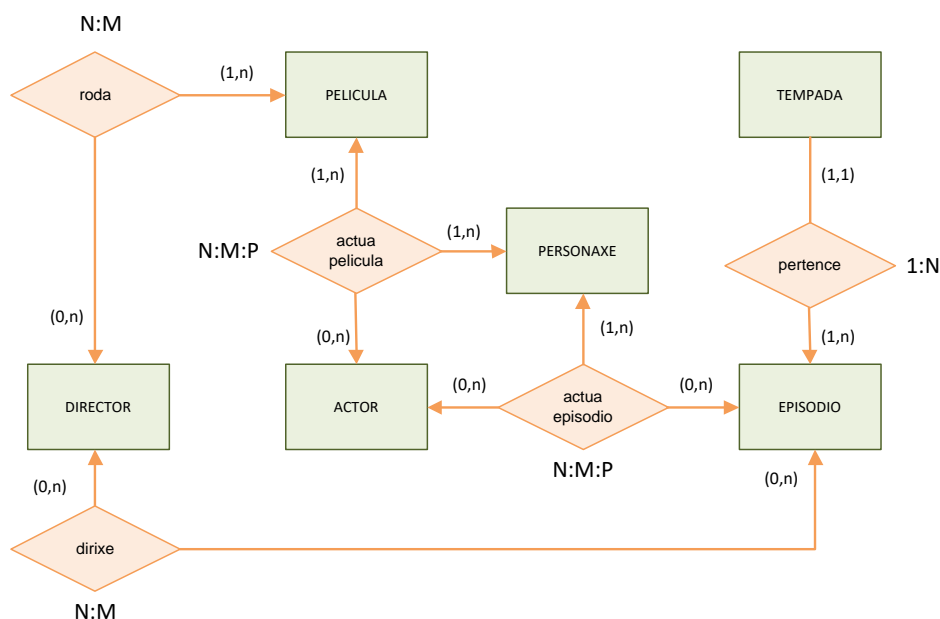 N:M
roda
(1,n)
PELICULA
TEMPADA
(1,n)
(1,1)
N:M:P
actua
pelicula
(1,n)
PERSONAXE
pertence
1:N
(0,n)
(0,n)
(1,n)
(1,n)
DIRECTOR
ACTOR
(0,n)
actua
episodio
(0,n)
EPISODIO
N:M:P
(0,n)
(0,n)
dirixe
N:M